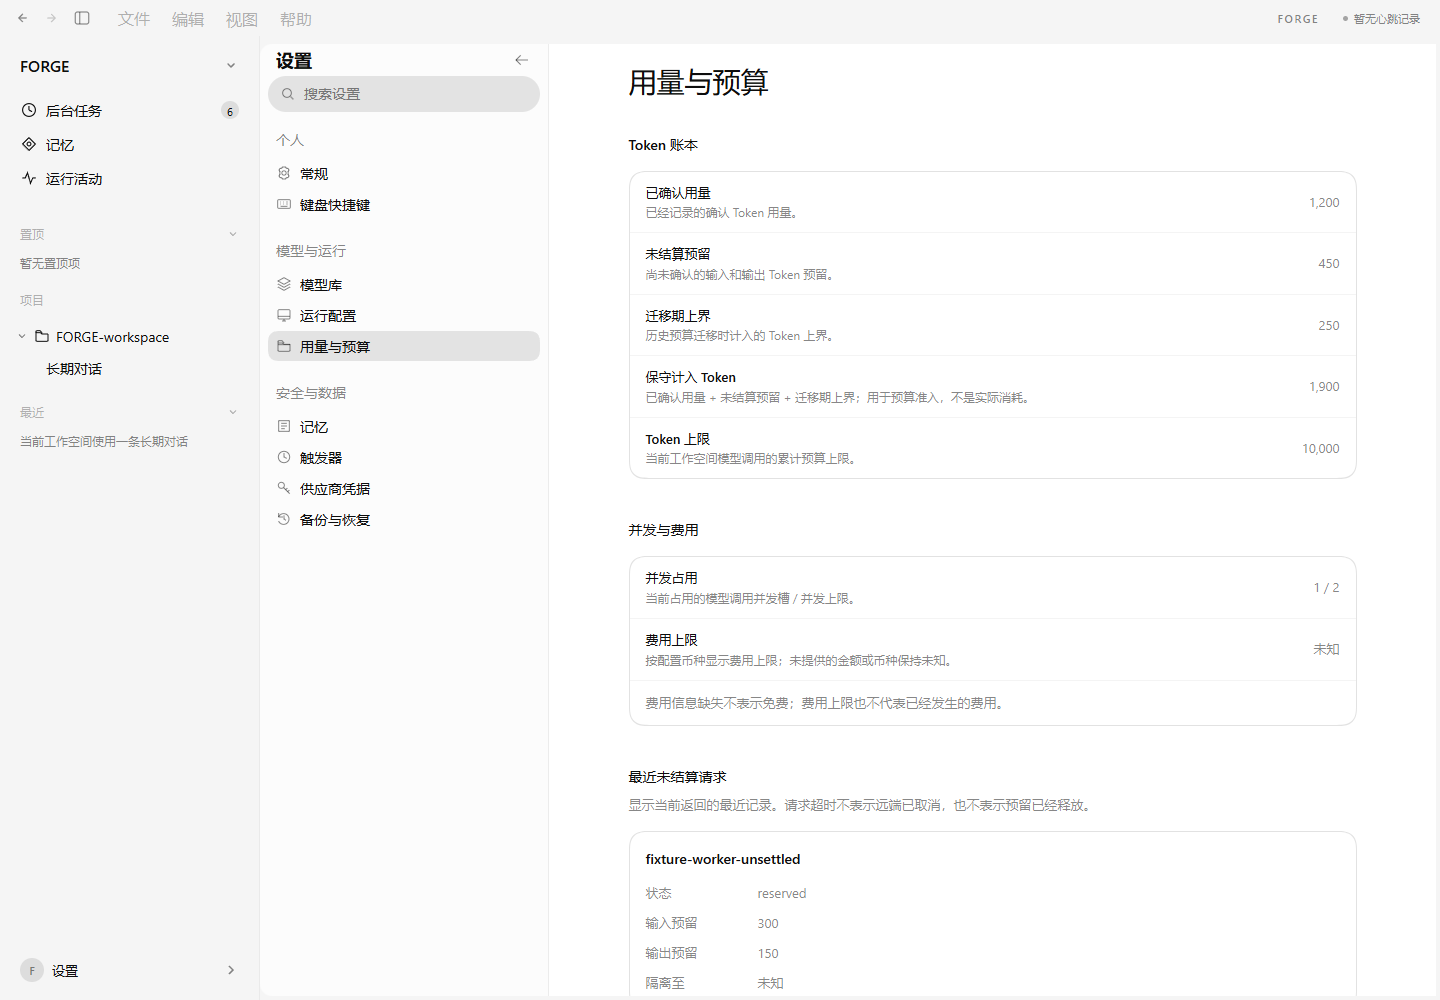 文件 编辑 视图 帮助
FORGE 暂无心跳记录
FORGE
后台任务 6
记忆
运行活动
置顶
暂无置顶项
项目
FORGE-workspace
长期对话
最近
当前工作空间使用一条长期对话
F 设置
设置
搜索设置
个人
常规
键盘快捷键
模型与运行
模型库
运行配置
用量与预算
安全与数据
记忆
触发器
供应商凭据
备份与恢复
用量与预算
Token 账本
已确认用量
已经记录的确认 Token 用量。
1,200
未结算预留
尚未确认的输入和输出 Token 预留。
450
迁移期上界
历史预算迁移时计入的 Token 上界。
250
保守计入 Token
已确认用量 + 未结算预留 + 迁移期上界；用于预算准入，不是实际消耗。
1,900
Token 上限
当前工作空间模型调用的累计预算上限。
10,000
并发与费用
并发占用
当前占用的模型调用并发槽 / 并发上限。
1 / 2
费用上限
按配置币种显示费用上限；未提供的金额或币种保持未知。
未知
费用信息缺失不表示免费；费用上限也不代表已经发生的费用。
最近未结算请求
显示当前返回的最近记录。请求超时不表示远端已取消，也不表示预留已经释放。
fixture-worker-unsettled
状态 reserved
输入预留 300
输出预留 150
隔离至 未知